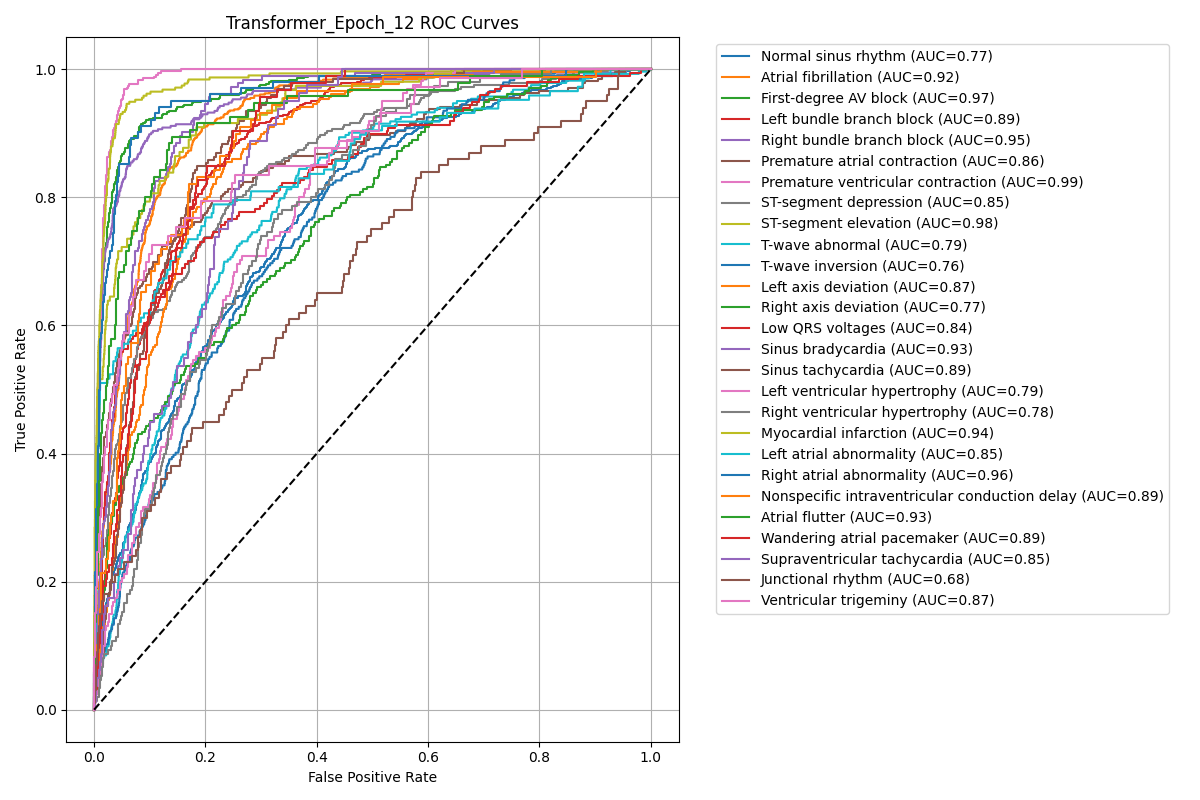 Transformer_Epoch_12 ROC Curves
True Positive Rate
1.0
0.8
0.6
0.4
0.2
0.0
0.0 0.2 0.4 0.6 0.8 1.0
False Positive Rate
Normal sinus rhythm (AUC=0.77)
Atrial fibrillation (AUC=0.92)
First-degree AV block (AUC=0.97)
Left bundle branch block (AUC=0.89)
Right bundle branch block (AUC=0.95)
Premature atrial contraction (AUC=0.86)
Premature ventricular contraction (AUC=0.99)
ST-segment depression (AUC=0.85)
ST-segment elevation (AUC=0.98)
T-wave abnormal (AUC=0.79)
T-wave inversion (AUC=0.76)
Left axis deviation (AUC=0.87)
Right axis deviation (AUC=0.77)
Low QRS voltages (AUC=0.84)
Sinus bradycardia (AUC=0.93)
Sinus tachycardia (AUC=0.89)
Left ventricular hypertrophy (AUC=0.79)
Right ventricular hypertrophy (AUC=0.78)
Myocardial infarction (AUC=0.94)
Left atrial abnormality (AUC=0.85)
Right atrial abnormality (AUC=0.96)
Nonspecific intraventricular conduction delay (AUC=0.89)
Atrial flutter (AUC=0.93)
Wandering atrial pacemaker (AUC=0.89)
Supraventricular tachycardia (AUC=0.85)
Junctional rhythm (AUC=0.68)
Ventricular trigeminy (AUC=0.87)